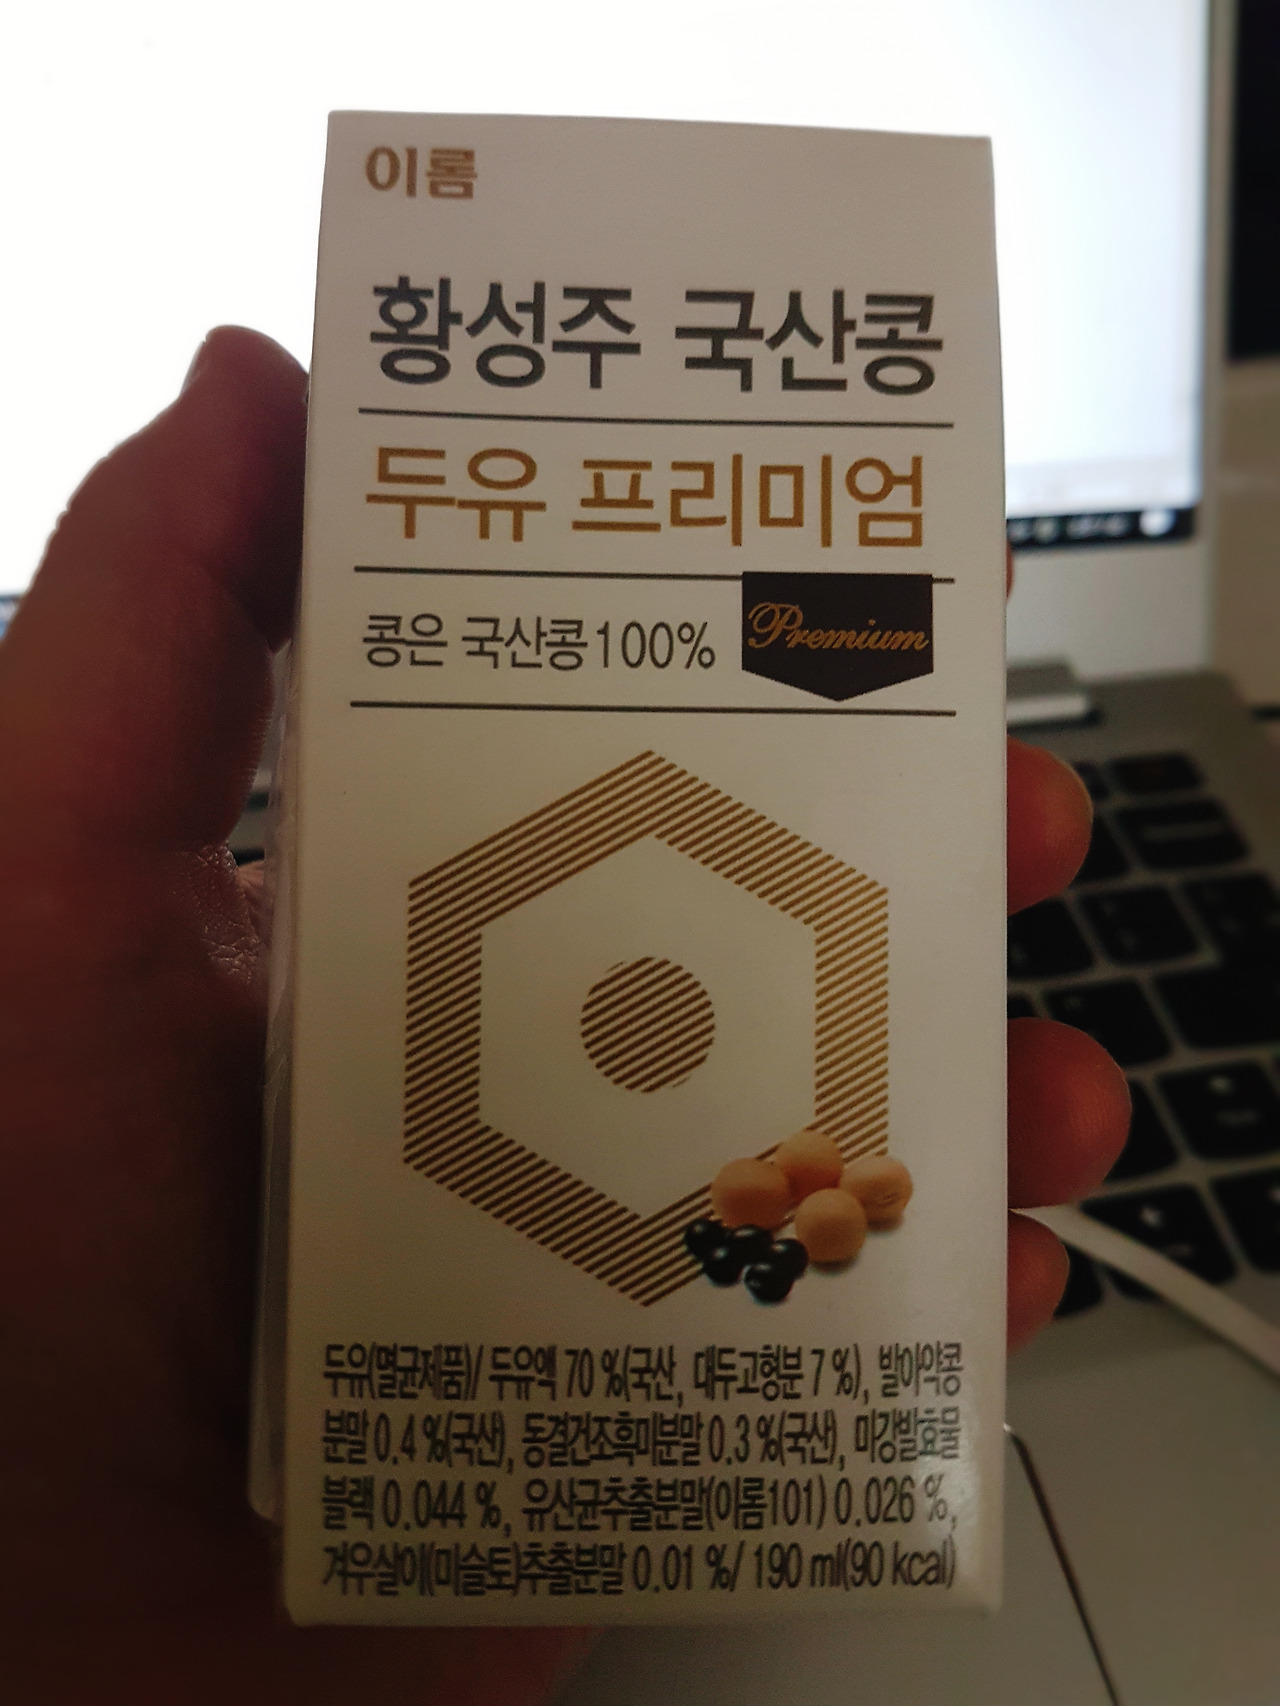 이롬
황성주 국산콩
두유 프리미엄
콩은 국산콩100%
Premium
두유(멸균제품)/ 두유액 70 %(국산, 대두고형분 7 %), 발아약콩
분말 0.4 %(국산), 동결건조흑미분말 0.3 %(국산), 미강발효물
블랙 0.044 %, 유산균추출분말(이롬101) 0.026 %,
겨우살이(미슬토)추출분말 0.01 %/ 190 ml(90 kcal)